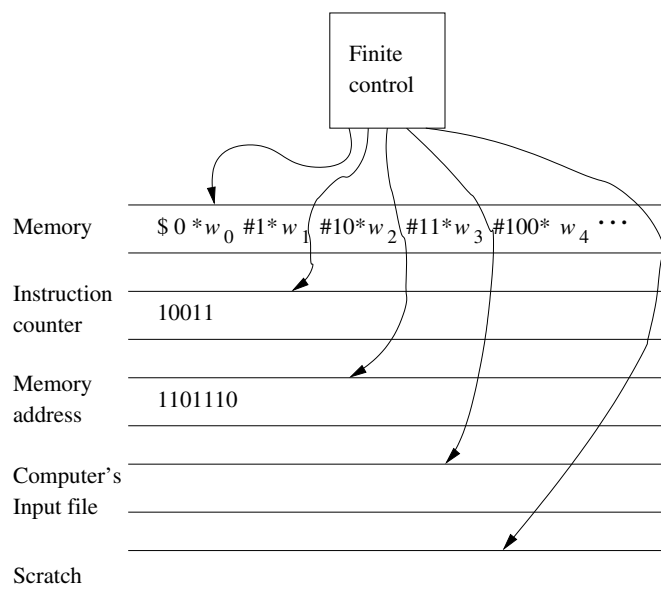 Finite
control
Memory
$ 0 *w0 #1*w1 #10*w2 #11*w3 #100* w4 ···
Instruction
counter
10011
Memory
address
1101110
Computer’s
Input file
Scratch